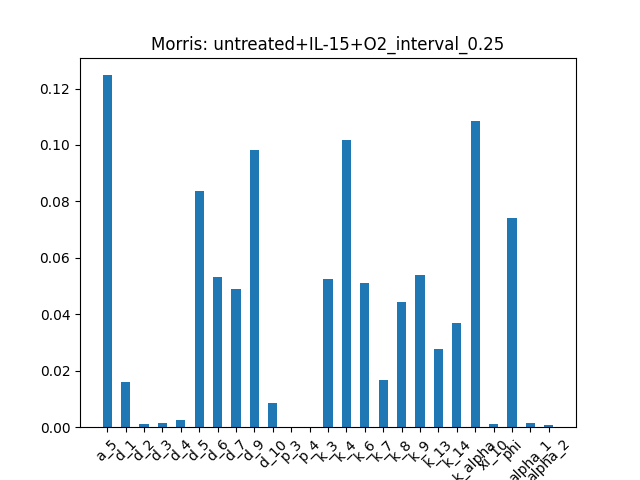 Morris: untreated+IL-15+O2_interval_0.25
0.12
0.10
0.08
0.06
0.04
0.02
0.00
a_5
d_1
d_2
d_3
d_4
d_5
d_6
d_7
d_9
d_10
p_3
p_4
k_3
k_4
k_6
k_7
k_8
k_9
k_13
k_14
k_alpha
xi_10
phi
alpha_1
alpha_2